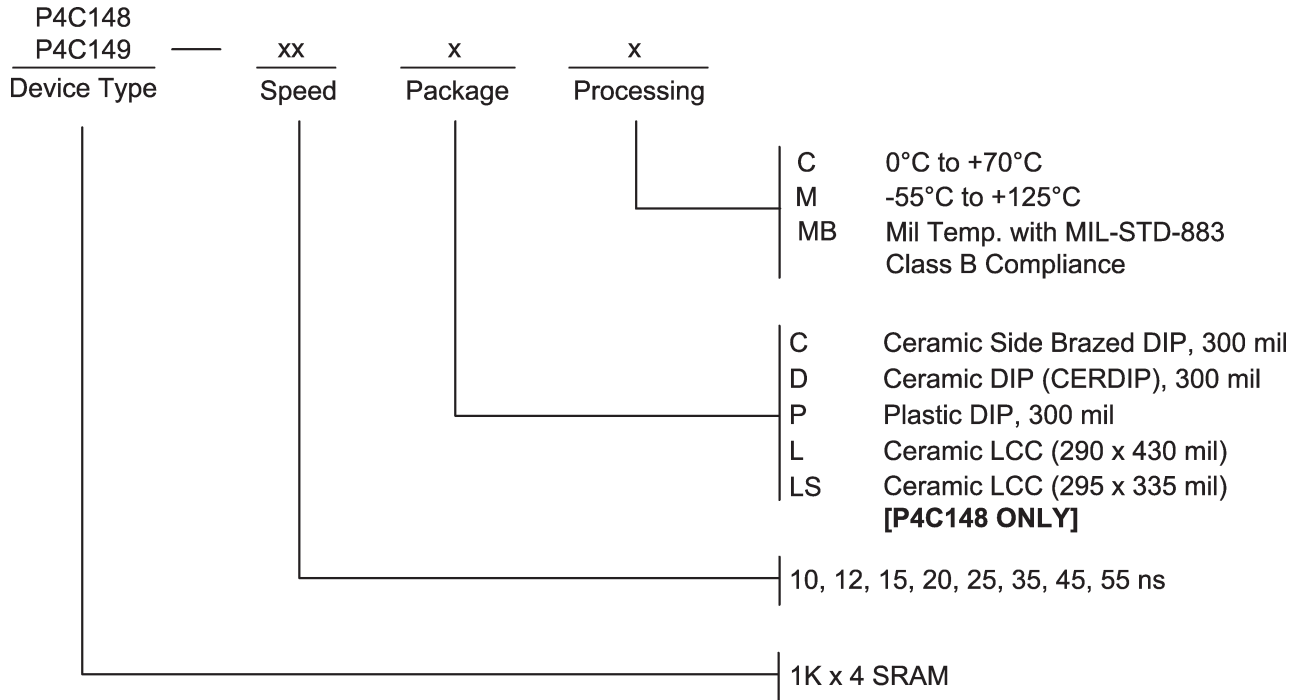 P4C148
P4C149 xx x x
Device Type Speed Package Processing
C 0°C to +70°C
M -55°C to +125°C
MB Mil Temp. with MIL-STD-883
Class B Compliance
C Ceramic Side Brazed DIP, 300 mil
D Ceramic DIP (CERDIP), 300 mil
P Plastic DIP, 300 mil
L Ceramic LCC (290 x 430 mil)
LS Ceramic LCC (295 x 335 mil)
[P4C148 ONLY]
10, 12, 15, 20, 25, 35, 45, 55 ns
1K x 4 SRAM